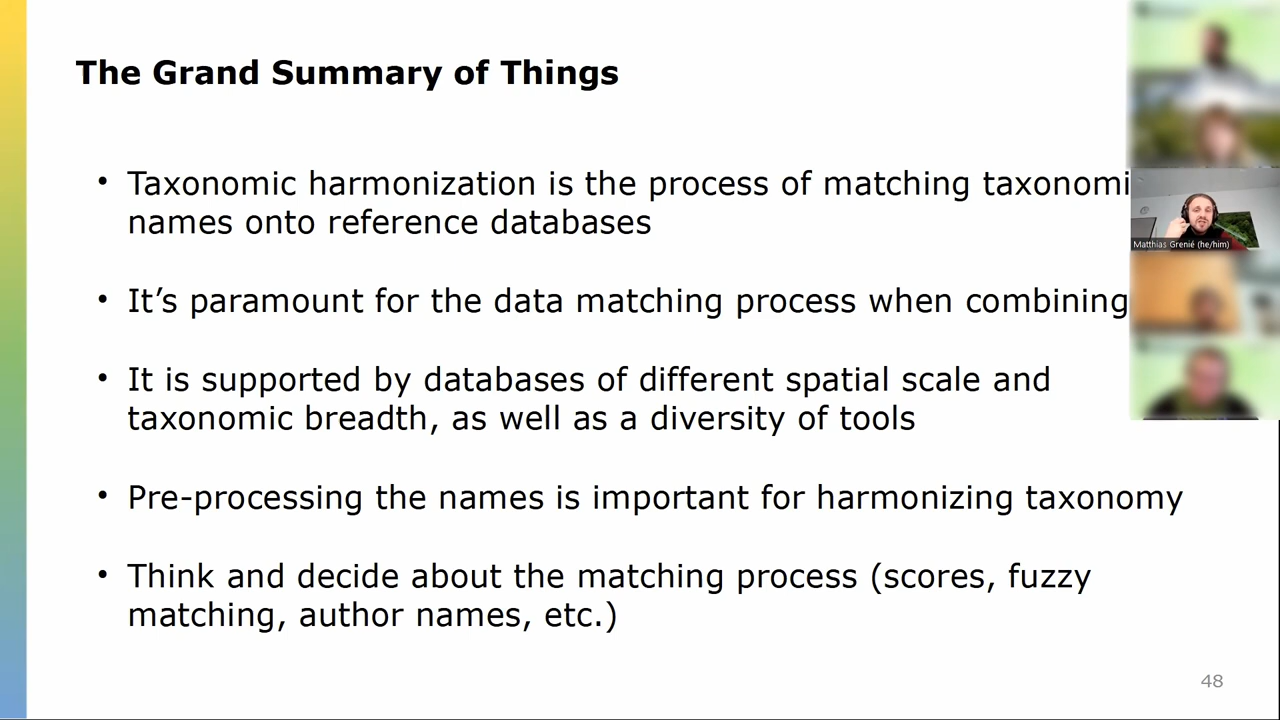 The Grand Summary of Things
• Taxonomic harmonization is the process of matching taxonomi
names onto reference databases
• It’s paramount for the data matching process when combining
• It is supported by databases of different spatial scale and
taxonomic breadth, as well as a diversity of tools
• Pre-processing the names is important for harmonizing taxonomy
• Think and decide about the matching process (scores, fuzzy
matching, author names, etc.)
Matthias Grenié (he/him)
48